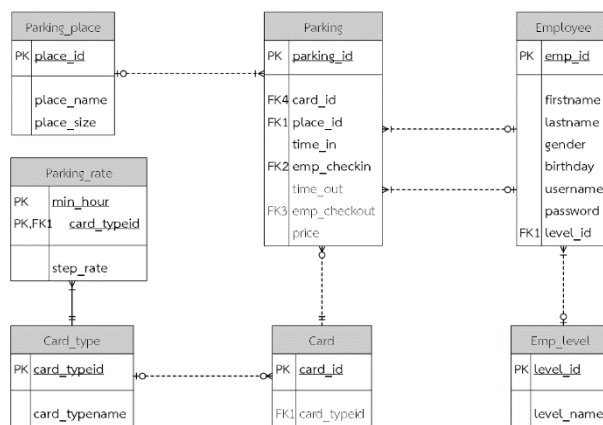 Parking_place
PK place_id
place_name
place_size
Parking
PK parking_id
FK4 card_id
FK1 place_id
time_in
FK2 emp_checkin
time_out
FK3 emp_checkout
price
Employee
PK emp_id
firstname
lastname
gender
birthday
username
password
FK1 level_id
Parking_rate
PK min_hour
PK,FK1 card_typeid
step_rate
Card_type
PK card_typeid
card_typename
Card
PK card_id
FK1 card_typeid
Emp_level
PK level_id
level_name